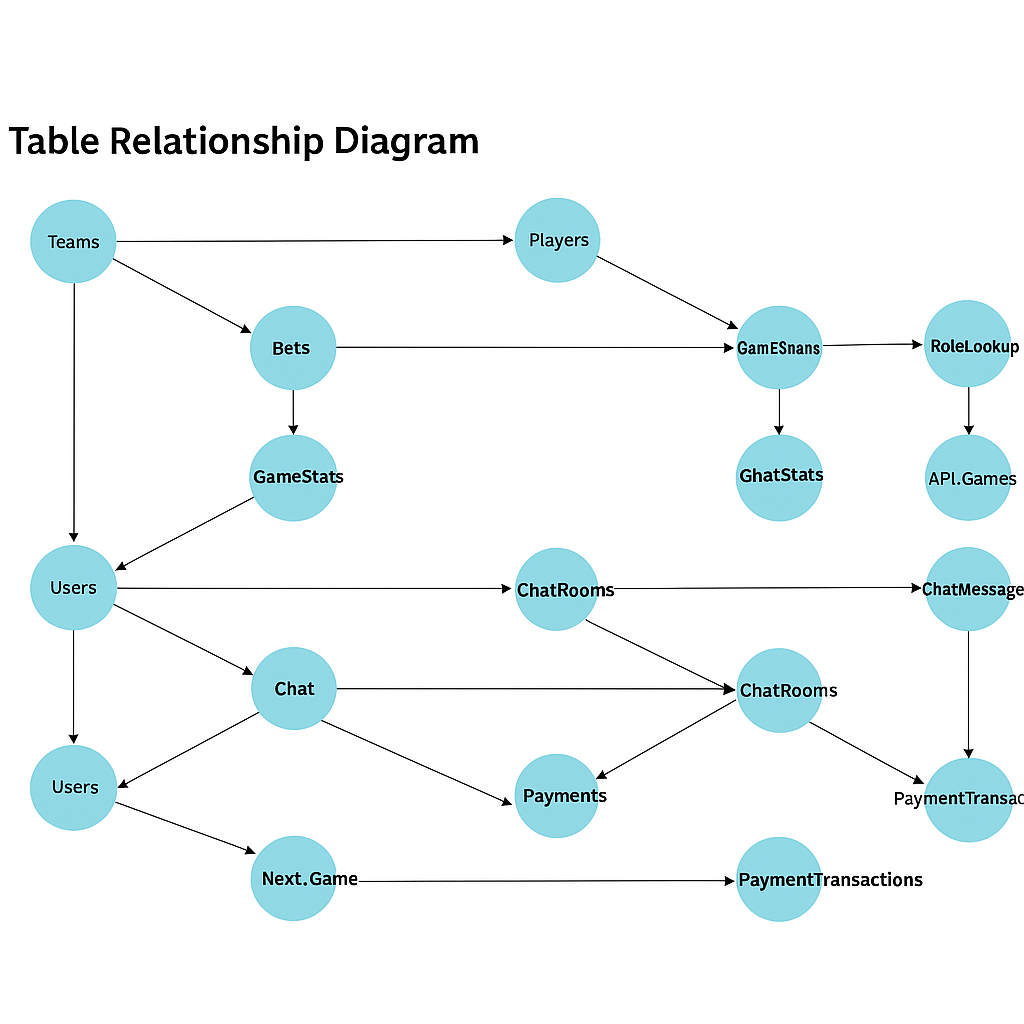 Table Relationship Diagram
Teams
Players
Bets
GamESnans
RoleLookup
GameStats
GhatStats
API.Games
Users
ChatRooms
ChatMessage
Chat
ChatRooms
Users
Payments
PaymentTransac
Next.Game
PaymentTransactions